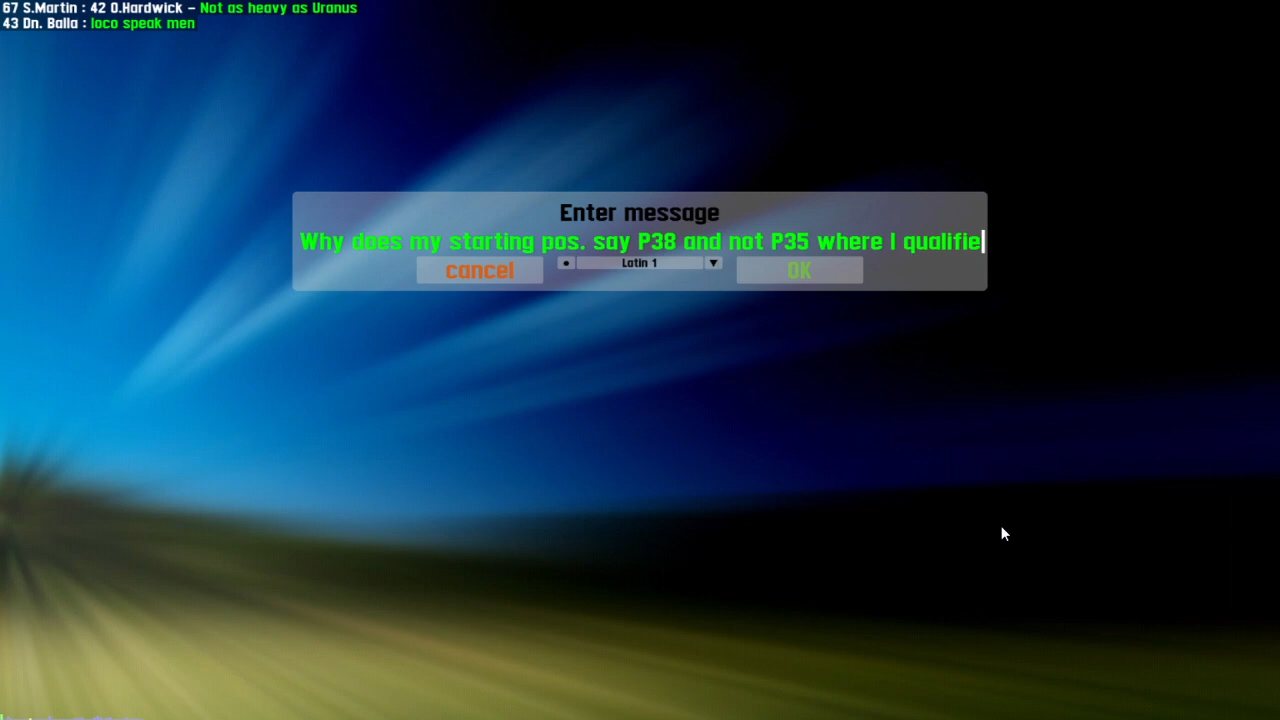 67 S.Martin : 42 O.Hardwick - Not as heavy as Uranus
43 Dn. Balla : loco speak men
Enter message
Why does my starting pos. say P38 and not P35 where I qualifie
cancel
Latin 1
OK